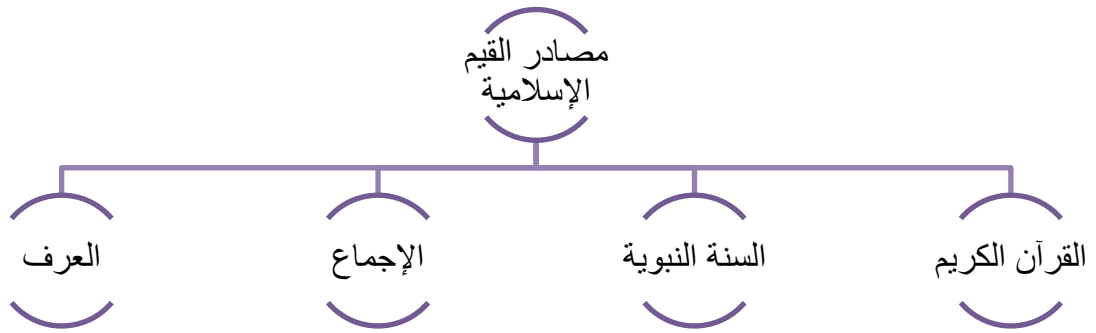 مصادر القيم
الإسلامية
القرآن الكريم
السنة النبوية
الإجماع
العرف